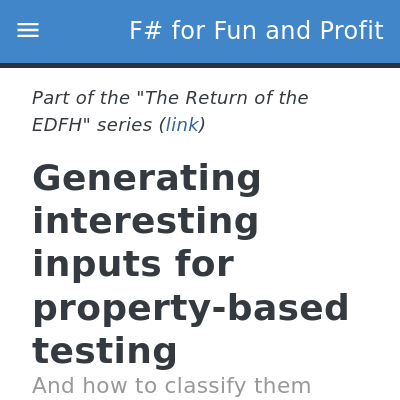 F# for Fun and Profit
Part of the "The Return of the
EDFH" series (link)
Generating
interesting
inputs for
property-based
testing
And how to classify them